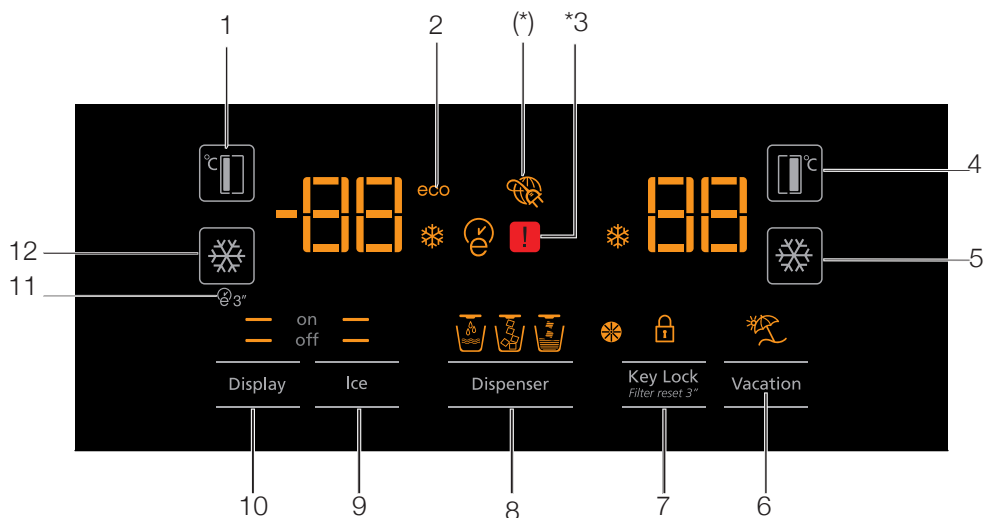 1 2 (*) *3
℃ -88 eco 88 ℃
e !
12 4
11 5
e 3"
on
off
Display Ice Dispenser Key Lock Vacation
Filter reset 3"
10 9 8 7 6